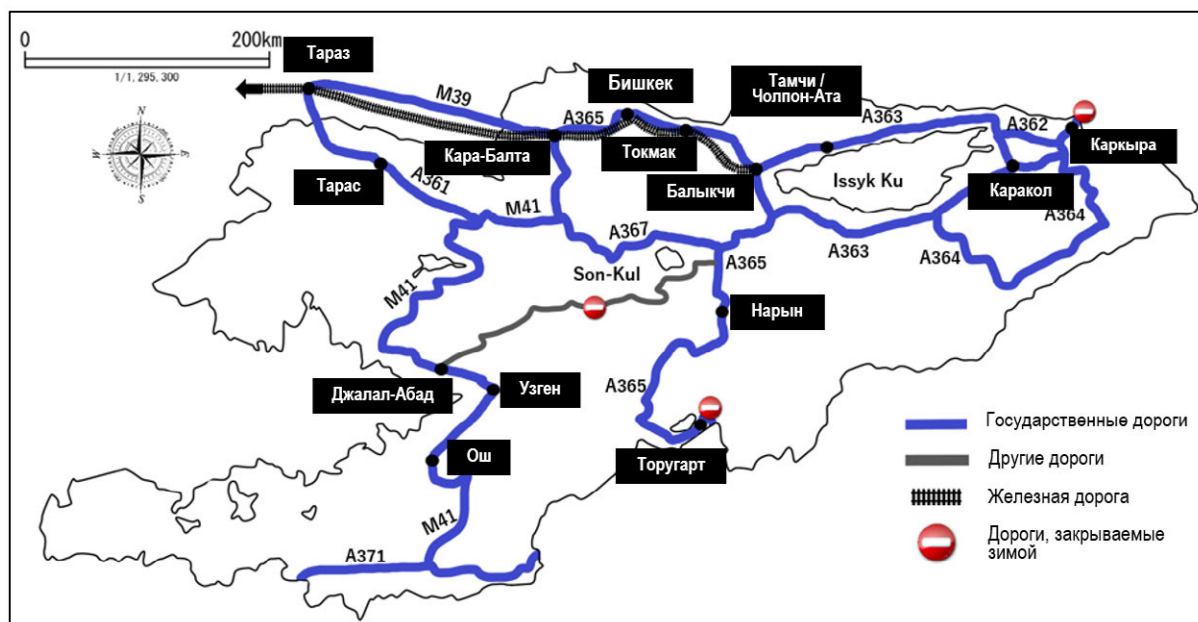 0
200km
1/1, 295, 300
N
W
S
Тараз
M39
A365
Бишкек
Тамчи /
Чолпон-Ата
A363
A362
Каркыра
Кара-Балта
Токмак
Балыкчи
Issyk Ku
Каракол
Тарас
A361
M41
A367
A365
A363
A364
A364
Son-Kul
M41
Нарын
Джалал-Абад
Узген
A365
Ош
Торугарт
M41
A371
Государственные дороги
Другие дороги
Железная дорога
Дороги, закрываемые
зимой